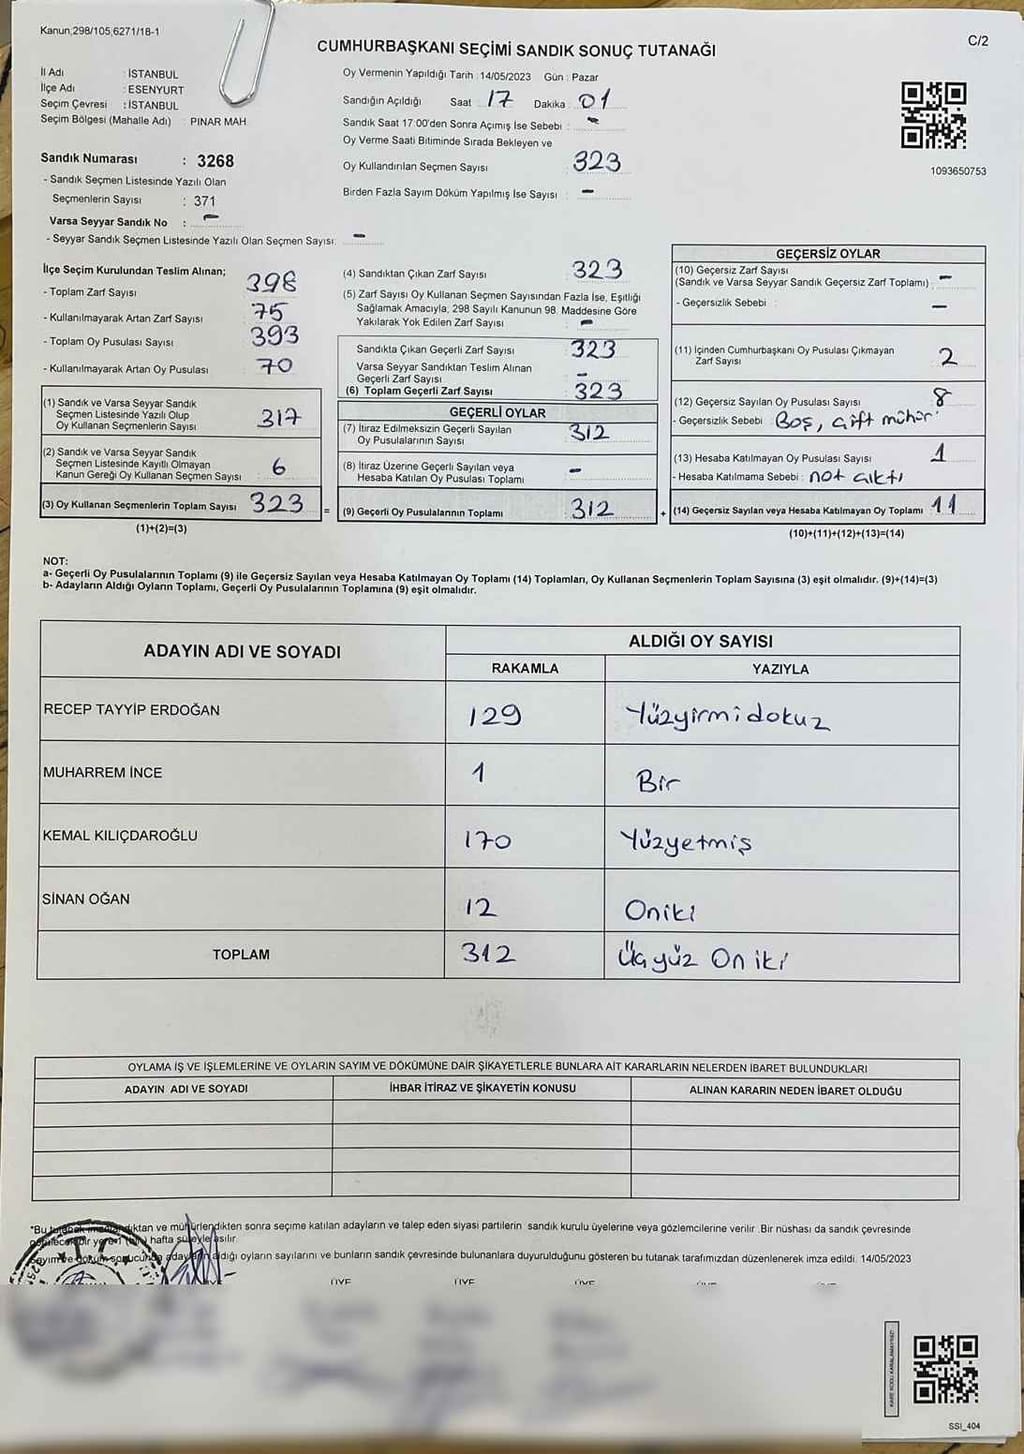 Kanun;298/105,6271/18-1
C/2
CUMHURBAŞKANI SEÇİMİ SANDIK SONUÇ TUTANAĞI
İl Adı : İSTANBUL
İlçe Adı : ESENYURT
Seçim Çevresi : İSTANBUL
Seçim Bölgesi (Mahalle Adı) : PINAR MAH.
Sandık Numarası : 3268
- Sandık Seçmen Listesinde Yazılı Olan
Seçmenlerin Sayısı : 371
Varsa Seyyar Sandık No : -
- Seyyar Sandık Seçmen Listesinde Yazılı Olan Seçmen Sayısı: -
Oy Vermenin Yapıldığı Tarih : 14/05/2023 Gün : Pazar
Sandığın Açıldığı Saat : 17 Dakika : 01
Sandık Saat 17:00'den Sonra Açımış İse Sebebi : -
Oy Verme Saati Bitiminde Sırada Bekleyen ve
Oy Kullandırılan Seçmen Sayısı : 323
Birden Fazla Sayım Döküm Yapılmış İse Sayısı : -
1093650753
İlçe Seçim Kurulundan Teslim Alınan;
- Toplam Zarf Sayısı 398
- Kullanılmayarak Artan Zarf Sayısı 75
- Toplam Oy Pusulası Sayısı 393
- Kullanılmayarak Artan Oy Pusulası 70
(1) Sandık ve Varsa Seyyar Sandık
Seçmen Listesinde Yazılı Olup
Oy Kullanan Seçmenlerin Sayısı 317
(2) Sandık ve Varsa Seyyar Sandık
Seçmen Listesinde Kayıtlı Olmayan
Kanun Gereği Oy Kullanan Seçmen Sayısı 6
(3) Oy Kullanan Seçmenlerin Toplam Sayısı 323
(1)+(2)=(3)
(4) Sandıktan Çıkan Zarf Sayısı 323
(5) Zarf Sayısı Oy Kullanan Seçmen Sayısından Fazla İse, Eşitliği
Sağlamak Amacıyla, 298 Sayılı Kanunun 98. Maddesine Göre
Yakılarak Yok Edilen Zarf Sayısı -
Sandıkta Çıkan Geçerli Zarf Sayısı 323
Varsa Seyyar Sandıktan Teslim Alınan
Geçerli Zarf Sayısı -
(6) Toplam Geçerli Zarf Sayısı 323
GEÇERLİ OYLAR
(7) İtiraz Edilmeksizin Geçerli Sayılan
Oy Pusulalarının Sayısı 312
(8) İtiraz Üzerine Geçerli Sayılan veya
Hesaba Katılan Oy Pusulası Toplamı -
= (9) Geçerli Oy Pusulalarının Toplamı 312
GEÇERSİZ OYLAR
(10) Geçersiz Zarf Sayısı
(Sandık ve Varsa Seyyar Sandık Geçersiz Zarf Toplamı) -
- Geçersizlik Sebebi : -
(11) İçinden Cumhurbaşkanı Oy Pusulası Çıkmayan
Zarf Sayısı 2
(12) Geçersiz Sayılan Oy Pusulası Sayısı 8
- Geçersizlik Sebebi : Boş, çift mühür
(13) Hesaba Katılmayan Oy Pusulası Sayısı 1
- Hesaba Katılmama Sebebi : not çıktı
+ (14) Geçersiz Sayılan veya Hesaba Katılmayan Oy Toplamı 11
(10)+(11)+(12)+(13)=(14)
NOT:
a- Geçerli Oy Pusulalarının Toplamı (9) ile Geçersiz Sayılan veya Hesaba Katılmayan Oy Toplamı (14) Toplamları, Oy Kullanan Seçmenlerin Toplam Sayısına (3) eşit olmalıdır. (9)+(14)=(3)
b- Adayların Aldığı Oyların Toplamı, Geçerli Oy Pusulalarının Toplamına (9) eşit olmalıdır.
ADAYIN ADI VE SOYADI
ALDIĞI OY SAYISI
RAKAMLA YAZIYLA
RECEP TAYYİP ERDOĞAN 129 Yüzyirmidokuz
MUHARREM İNCE 1 Bir
KEMAL KILIÇDAROĞLU 170 Yüzyetmiş
SİNAN OĞAN 12 Oniki
TOPLAM 312 Üçyüz On iki
OYLAMA İŞ VE İŞLEMLERİNE VE OYLARIN SAYIM VE DÖKÜMÜNE DAİR ŞİKAYETLERLE BUNLARA AİT KARARLARIN NELERDEN İBARET BULUNDUKLARI
ADAYIN ADI VE SOYADI İHBAR İTİRAZ VE ŞİKAYETİN KONUSU ALINAN KARARIN NEDEN İBARET OLDUĞU
*Bu tutanak imzalandıktan ve mühürlendikten sonra seçime katılan adayların ve talep eden siyasi partilerin sandık kurulu üyelerine veya gözlemcilerine verilir. Bir nüshası da sandık çevresinde
görülecek bir yere 1 (bir) hafta süreyle asılır.
Sayım ve döküm sonucunda adayların aldığı oyların sayılarını ve bunların sandık çevresinde bulunanlara duyurulduğunu gösteren bu tutanak tarafımızdan düzenlenerek imza edildi. 14/05/2023
T.C.
ÜYE ÜYE ÜYE
KARE KODU KARALAMAYINIZ!
SSI_404